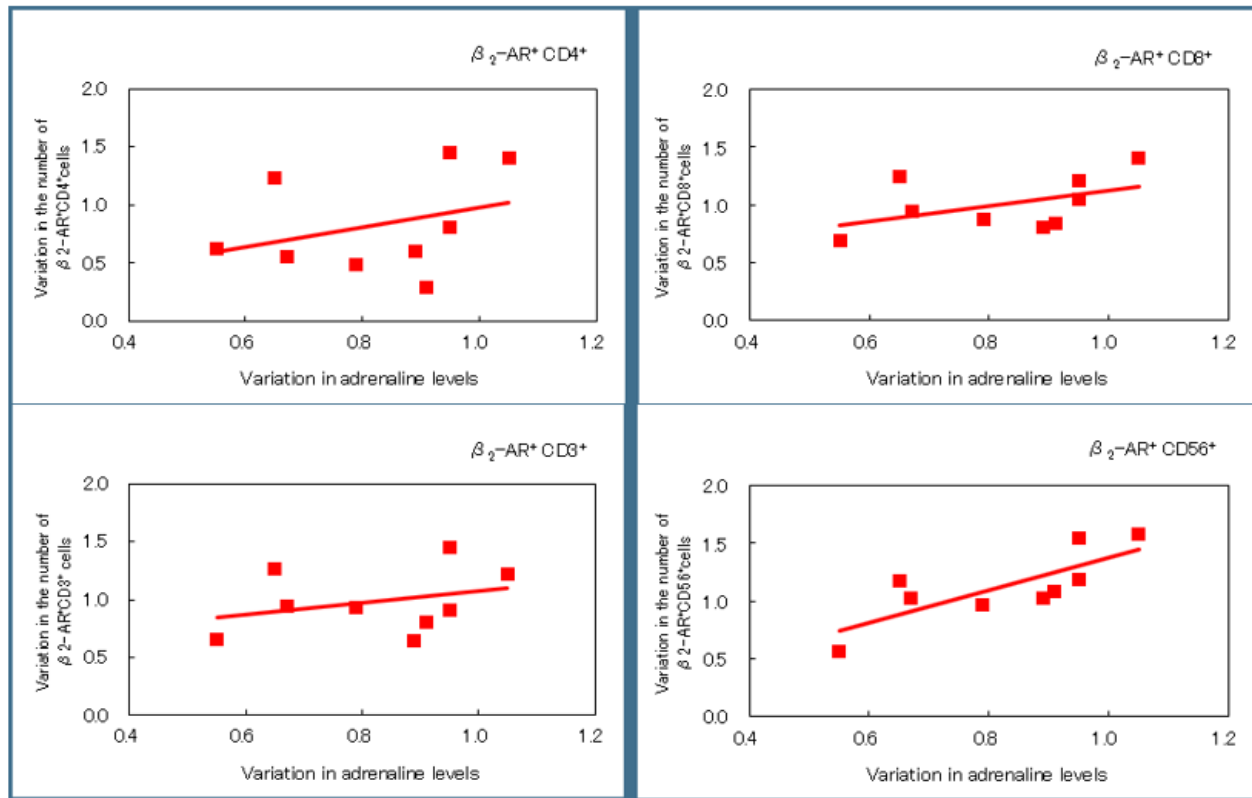 β₂-AR⁺ CD4⁺
Variation in the number of
β2-AR⁺CD4⁺cells
2.0
1.5
1.0
0.5
0.0
0.4 0.6 0.8 1.0 1.2
Variation in adrenaline levels
β₂-AR⁺ CD8⁺
Variation in the number of
β2-AR⁺CD8⁺cells
2.0
1.5
1.0
0.5
0.0
0.4 0.6 0.8 1.0 1.2
Variation in adrenaline levels
β₂-AR⁺ CD3⁺
Variation in the number of
β2-AR⁺CD3⁺ cells
2.0
1.5
1.0
0.5
0.0
0.4 0.6 0.8 1.0 1.2
Variation in adrenaline levels
β₂-AR⁺ CD56⁺
Variation in the number of
β2-AR⁺CD56⁺cells
2.0
1.5
1.0
0.5
0.0
0.4 0.6 0.8 1.0 1.2
Variation in adrenaline levels